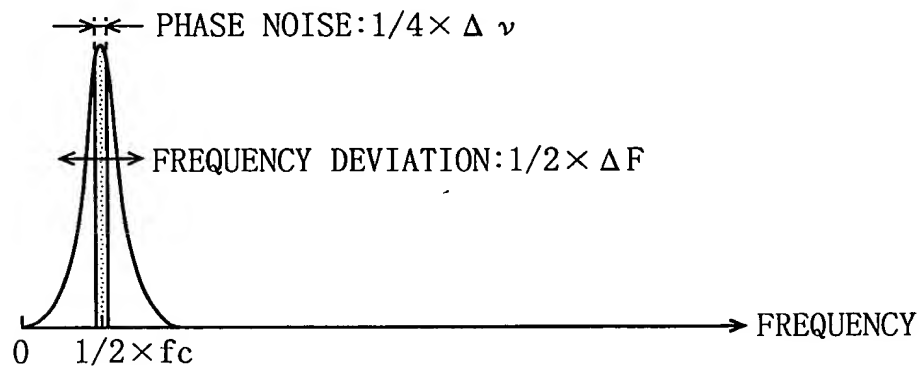 PHASE NOISE:1/4× Δ ν
FREQUENCY DEVIATION:1/2× ΔF
FREQUENCY
0 1/2×fc